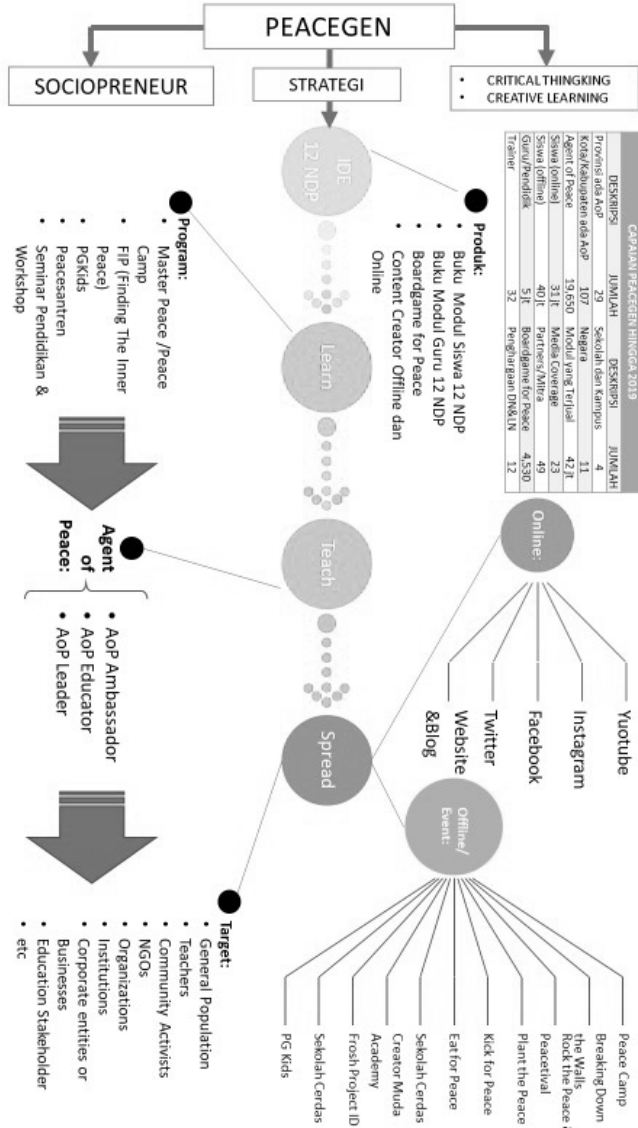 PEACEGEN
SOCIOPRENEUR
STRATEGI
• CRITICAL THINGKING
• CREATIVE LEARNING
CAPAIAN PEACEGEN HINGGA 2019
DESKRIPSI JUMLAH DESKRIPSI JUMLAH
Provinsi ada AoP 29 Sekolah dan Kampus 4
Kota/Kabupaten ada AoP 107 Negara 11
Agent of Peace 19,650 Modul yang Terjual 42 jt
Siswa (online) 31 jt Media Coverage 23
Siswa (offline) 40 jt Partners/Mitra 49
Guru/Pendidik 5 jt Boardgame for Peace 4,530
Trainer 32 Penghargaan DN&LN 12
IDE
12 NDP
Learn
Teach
Spread
Produk:
• Buku Modul Siswa 12 NDP
• Buku Modul Guru 12 NDP
• Boardgame for Peace
• Content Creator Offline dan
Online
Program:
• Master Peace /Peace
Camp
• FIP (Finding The Inner
Peace)
• PGKids
• Peacesantren
• Seminar Pendidikan &
Workshop
Agent
of
Peace:
• AoP Ambassador
• AoP Educator
• AoP Leader
Online:
Yuotube
Instagram
Facebook
Twitter
Website
&Blog
Offline/
Event:
Peace Camp
Breaking Down
the Walls
Rock the Peace &
Peacetival
Plant the Peace
Kick for Peace
Eat for Peace
Sekolah Cerdas
Creator Muda
Academy
Frosh Project ID
Sekolah Cerdas
PG Kids
Target:
• General Population
• Teachers
• Community Activists
• NGOs
• Organizations
• Institutions
• Corporate entities or
Businesses
• Education Stakeholder
• etc